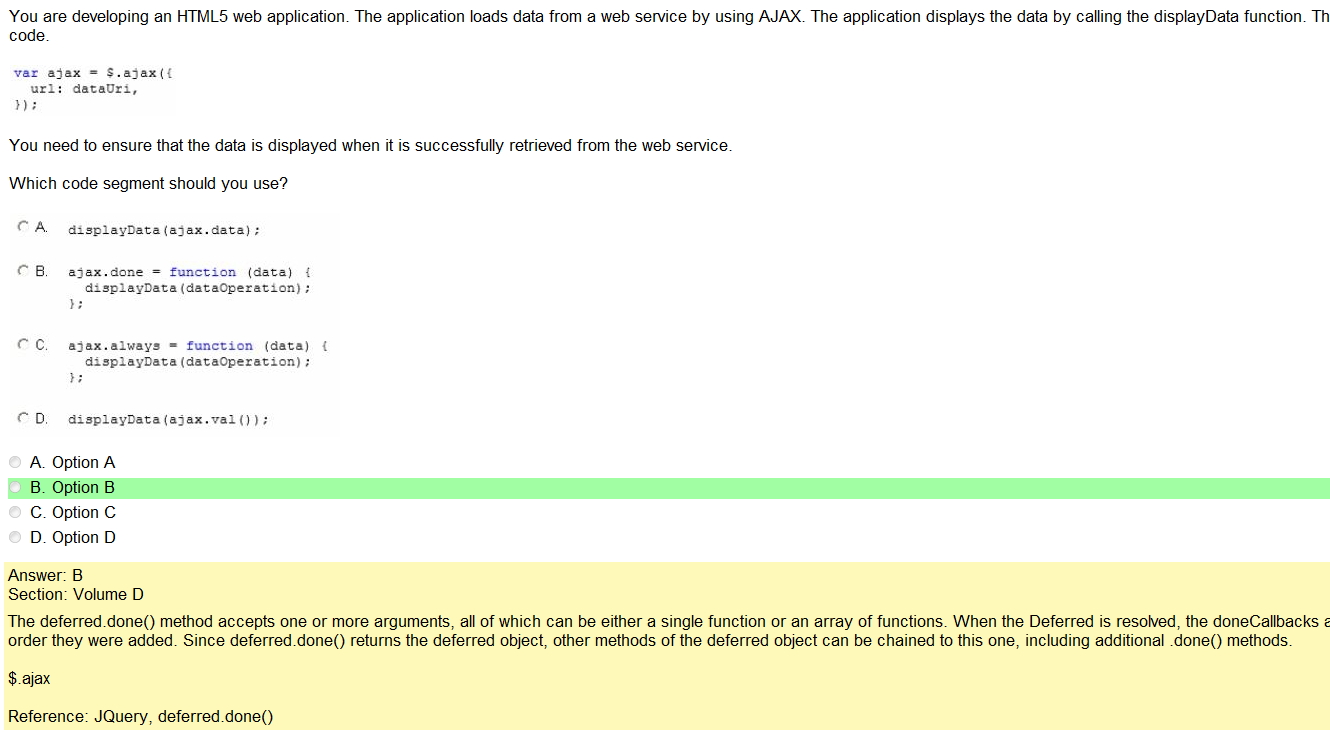 You are developing an HTML5 web application. The application loads data from a web service by using AJAX. The application displays the data by calling the displayData function. Th
code.
var ajax = $.ajax({
url: dataUri,
});
You need to ensure that the data is displayed when it is successfully retrieved from the web service.
Which code segment should you use?
A. displayData(ajax.data);
B. ajax.done = function (data) {
displayData(dataOperation);
};
C. ajax.always = function (data) {
displayData(dataOperation);
};
D. displayData(ajax.val());
A. Option A
B. Option B
C. Option C
D. Option D
Answer: B
Section: Volume D
The deferred.done() method accepts one or more arguments, all of which can be either a single function or an array of functions. When the Deferred is resolved, the doneCallbacks a
order they were added. Since deferred.done() returns the deferred object, other methods of the deferred object can be chained to this one, including additional .done() methods.
$.ajax
Reference: JQuery, deferred.done()